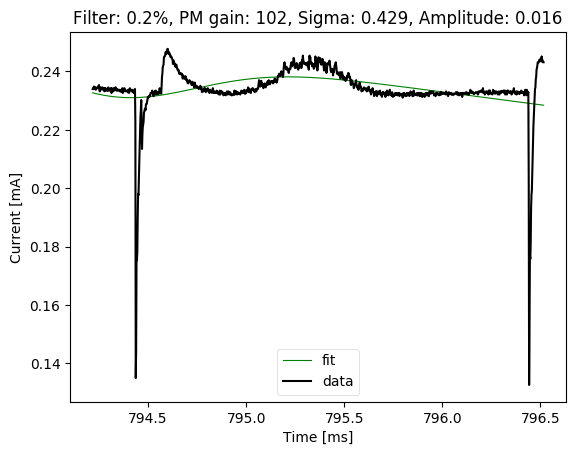 Filter: 0.2%, PM gain: 102, Sigma: 0.429, Amplitude: 0.016
0.24
0.22
0.20
0.18
0.16
0.14
Current [mA]
fit
data
794.5
795.0
795.5
796.0
796.5
Time [ms]